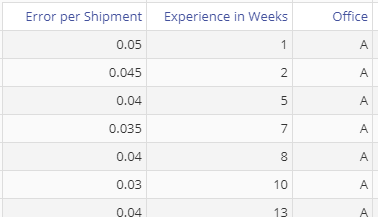 Error per Shipment Experience in Weeks Office
0.05 1 A
0.045 2 A
0.04 5 A
0.035 7 A
0.04 8 A
0.03 10 A
0.04 13 A